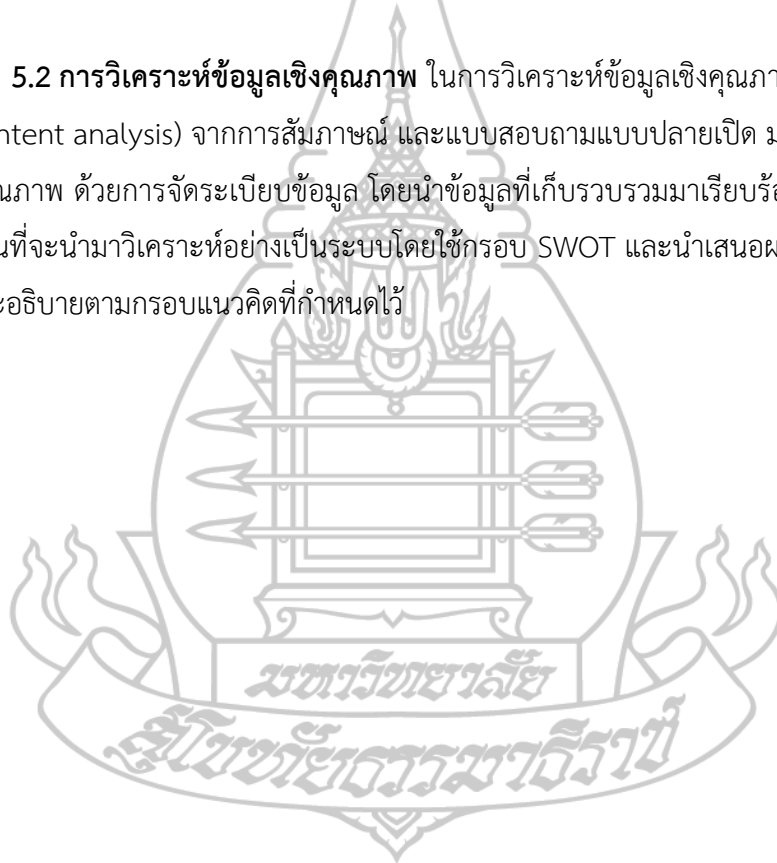 5.2 การวิเคราะห์ข้อมูลเชิงคุณภาพ ในการวิเคราะห์ข้อมูลเชิงคุณภา
ntent analysis) จากการสัมภาษณ์ และแบบสอบถามแบบปลายเปิด ม
ณภาพ ด้วยการจัดระเบียบข้อมูล โดยนำข้อมูลที่เก็บรวบรวมมาเรียบร้อ
นที่จะนำมาวิเคราะห์อย่างเป็นระบบโดยใช้กรอบ SWOT และนำเสนอผ
ะอธิบายตามกรอบแนวคิดที่กำหนดไว้
มหาวิทยาลัย
สุโขทัยธรรมาธิราช